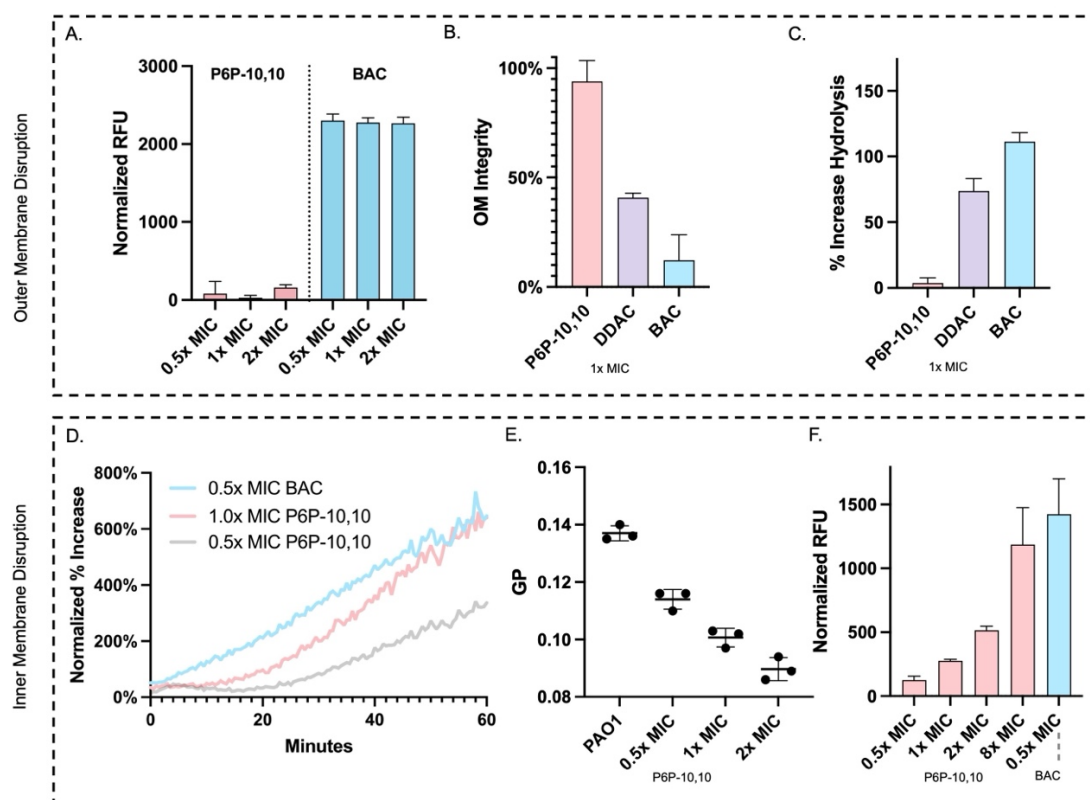 Outer Membrane Disruption
A.
Normalized RFU
3000
2000
1000
0
P6P-10,10
BAC
0.5x MIC
1x MIC
2x MIC
0.5x MIC
1x MIC
2x MIC
B.
OM Integrity
100%
50%
0%
P6P-10,10
DDAC
BAC
1x MIC
C.
% Increase Hydrolysis
150
100
50
0
P6P-10,10
DDAC
BAC
1x MIC
Inner Membrane Disruption
D.
Normalized % Increase
800%
600%
400%
200%
0%
0.5x MIC BAC
1.0x MIC P6P-10,10
0.5x MIC P6P-10,10
0
20
40
60
Minutes
E.
GP
0.16
0.14
0.12
0.10
0.08
PAO1
0.5x MIC
1x MIC
2x MIC
P6P-10,10
F.
Normalized RFU
1500
1000
500
0
0.5x MIC
1x MIC
2x MIC
8x MIC
0.5x MIC
P6P-10,10
BAC